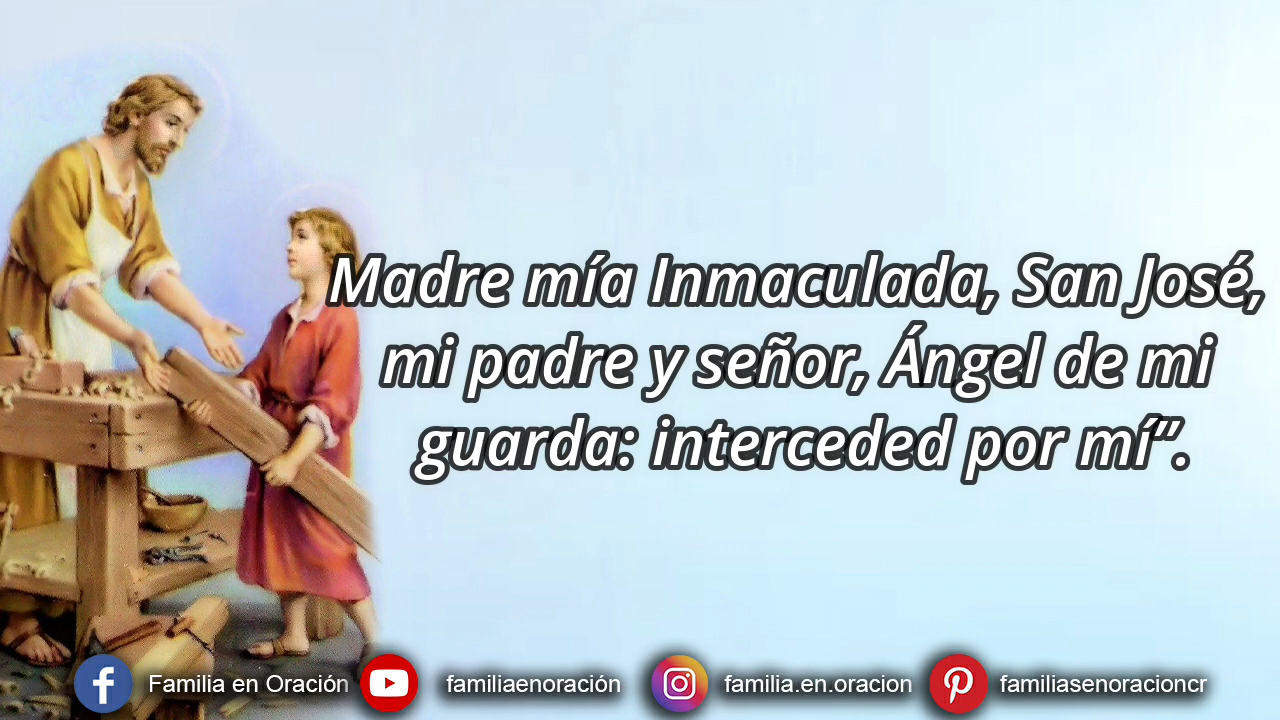 Madre mía Inmaculada, San José,
mi padre y señor, Ángel de mi
guarda: interceded por mí”.
Familia en Oración
familiaenoración
familia.en.oracion
familiasenoracioncr